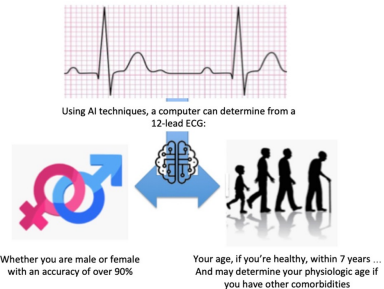 Using AI techniques, a computer can determine from a
12-lead ECG:
Whether you are male or female
with an accuracy of over 90%
Your age, if you're healthy, within 7 years ...
And may determine your physiologic age if
you have other comorbidities